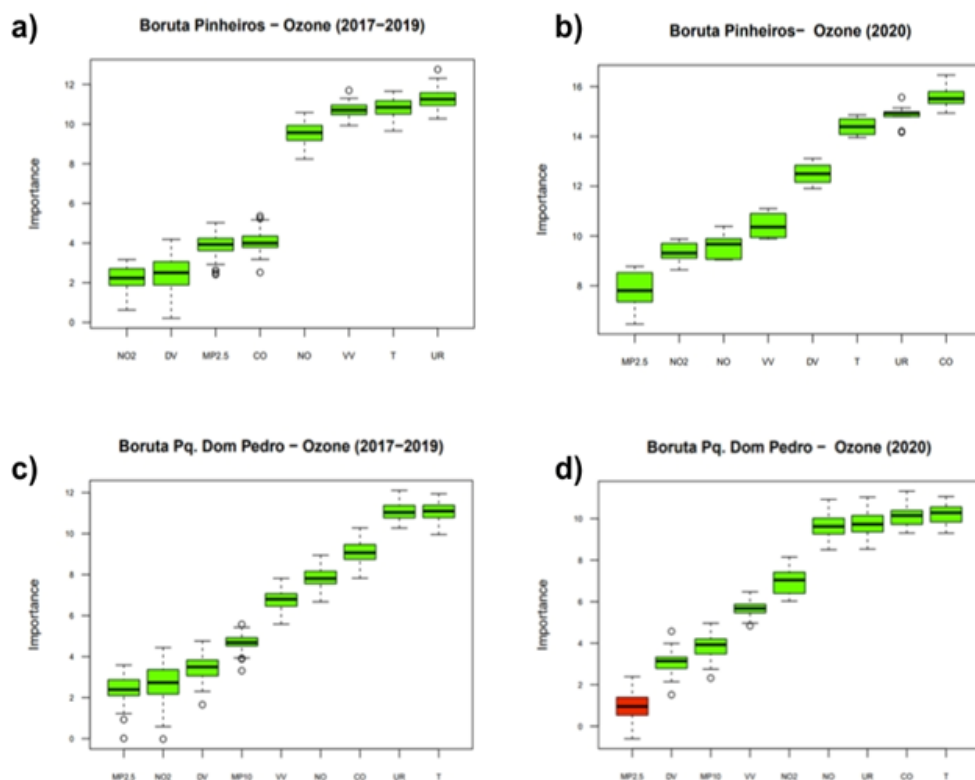 a)
Boruta Pinheiros − Ozone (2017−2019)
Importance
12
10
8
6
4
2
0
NO2 DV MP2.5 CO NO VV T UR
b)
Boruta Pinheiros− Ozone (2020)
Importance
16
14
12
10
8
MP2.5 NO2 NO VV DV T UR CO
c)
Boruta Pq. Dom Pedro − Ozone (2017−2019)
Importance
12
10
8
6
4
2
0
MP2.5 NO2 DV MP10 VV NO CO UR T
d)
Boruta Pq. Dom Pedro − Ozone (2020)
Importance
10
8
6
4
2
0
MP2.5 DV MP10 VV NO2 NO UR CO T